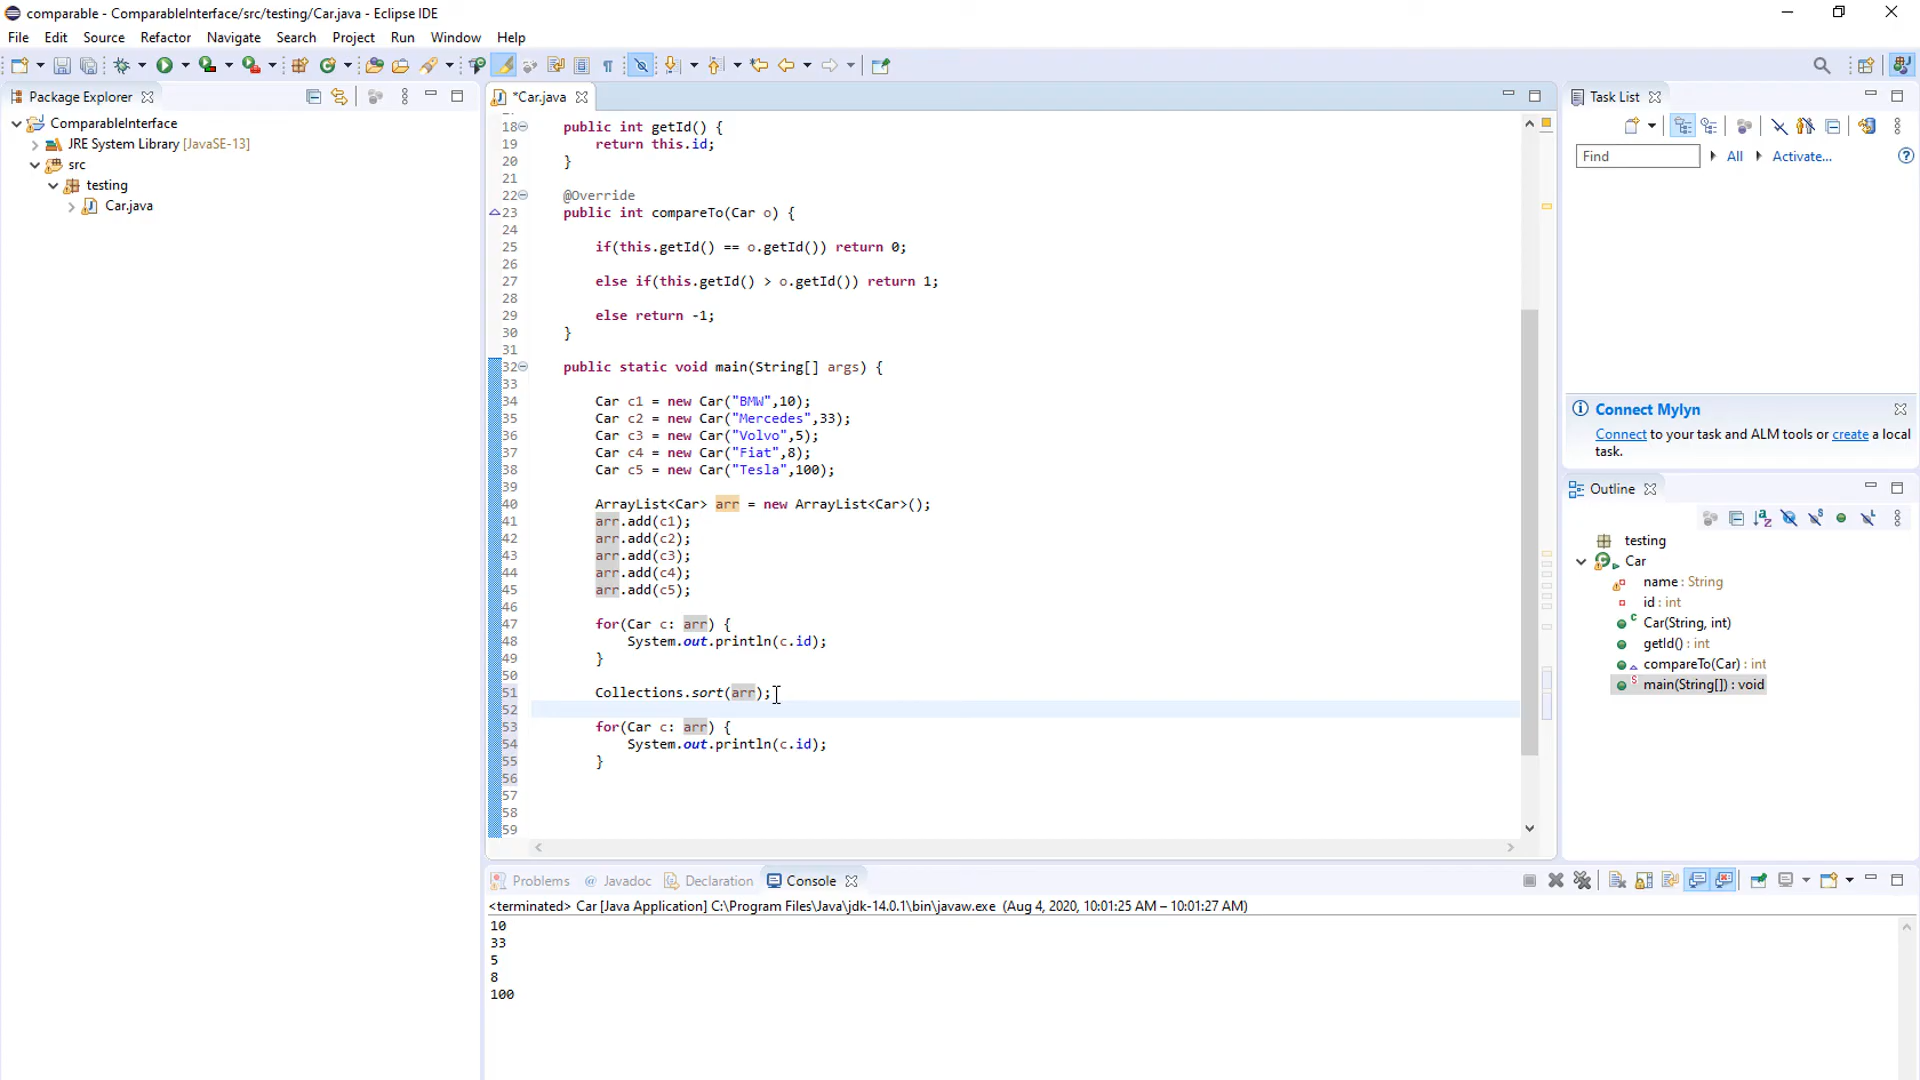 comparable - ComparableInterface/src/testing/Car.java - Eclipse IDE
File Edit Source Refactor Navigate Search Project Run Window Help
Package Explorer
ComparableInterface
JRE System Library [JavaSE-13]
src
testing
Car.java
*Car.java
18 public int getId() {
19 return this.id;
20 }
21
22 @Override
23 public int compareTo(Car o) {
24
25 if(this.getId() == o.getId()) return 0;
26
27 else if(this.getId() > o.getId()) return 1;
28
29 else return -1;
30 }
31
32 public static void main(String[] args) {
33
34 Car c1 = new Car("BMW",10);
35 Car c2 = new Car("Mercedes",33);
36 Car c3 = new Car("Volvo",5);
37 Car c4 = new Car("Fiat",8);
38 Car c5 = new Car("Tesla",100);
39
40 ArrayList<Car> arr = new ArrayList<Car>();
41 arr.add(c1);
42 arr.add(c2);
43 arr.add(c3);
44 arr.add(c4);
45 arr.add(c5);
46
47 for(Car c: arr) {
48 System.out.println(c.id);
49 }
50
51 Collections.sort(arr);
52
53 for(Car c: arr) {
54 System.out.println(c.id);
55 }
56
57
58
59
Task List
Find All Activate...
Connect Mylyn
Connect to your task and ALM tools or create a local
task.
Outline
testing
Car
name : String
id : int
Car(String, int)
getId() : int
compareTo(Car) : int
main(String[]) : void
Problems @ Javadoc Declaration Console
<terminated> Car [Java Application] C:\Program Files\Java\jdk-14.0.1\bin\javaw.exe (Aug 4, 2020, 10:01:25 AM – 10:01:27 AM)
10
33
5
8
100